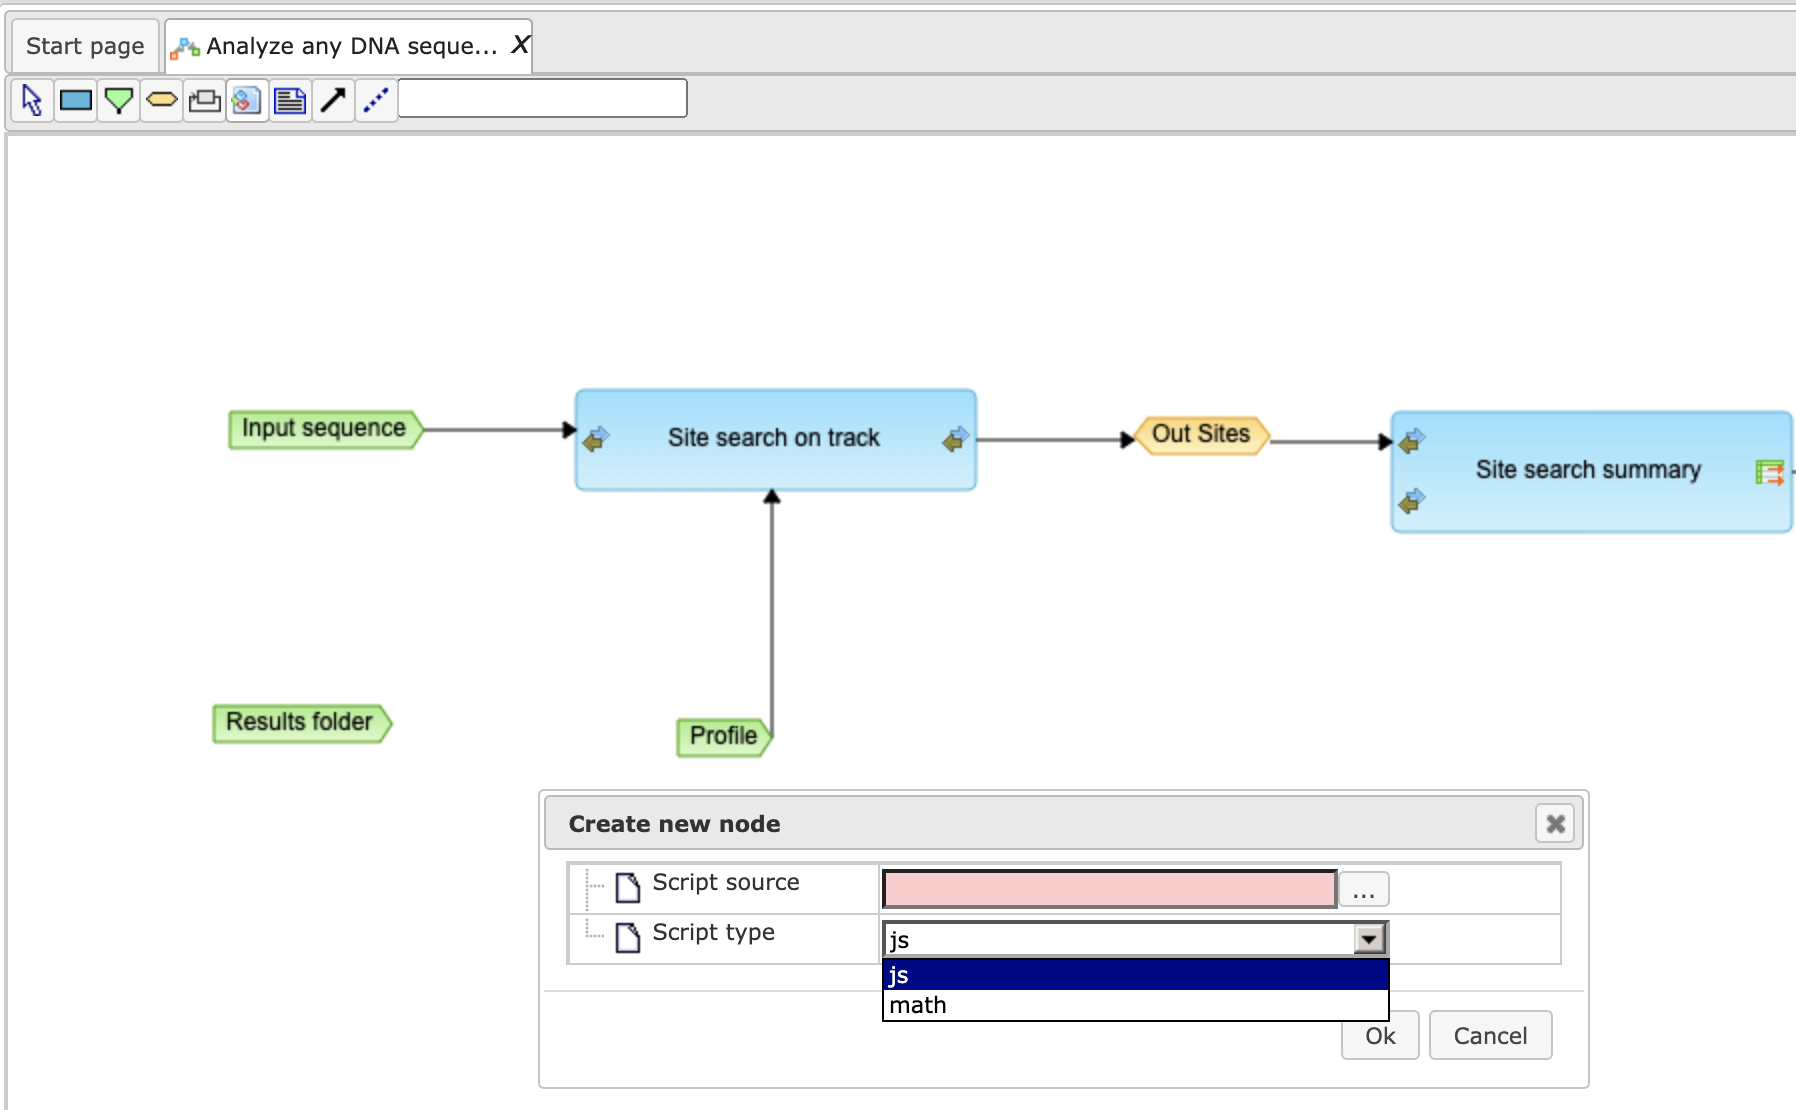 Start page
Analyze any DNA seque... X
Input sequence
Site search on track
Out Sites
Site search summary
Results folder
Profile
Create new node
Script source
...
Script type
js
js
math
Ok
Cancel